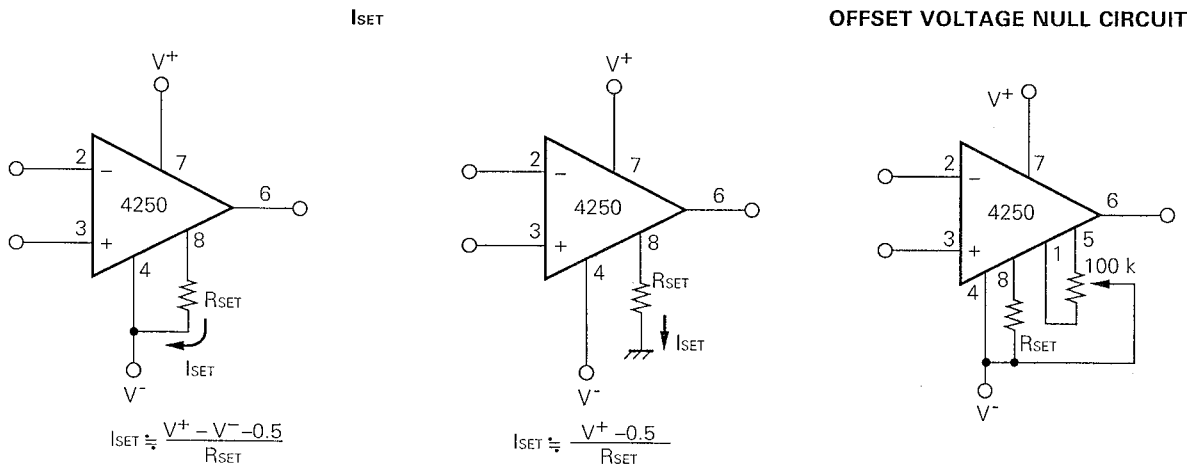 ISET
OFFSET VOLTAGE NULL CIRCUIT
V+
2
−
7
4250
6
3
+
8
4
RSET
ISET
V-
ISET ≒ V+ − V− −0.5 / RSET
V+
2
−
7
4250
6
3
+
8
RSET
4
ISET
V-
ISET ≒ V+ −0.5 / RSET
V+
7
2
−
4250
6
3
+
5
1
100 k
8
4
RSET
V-